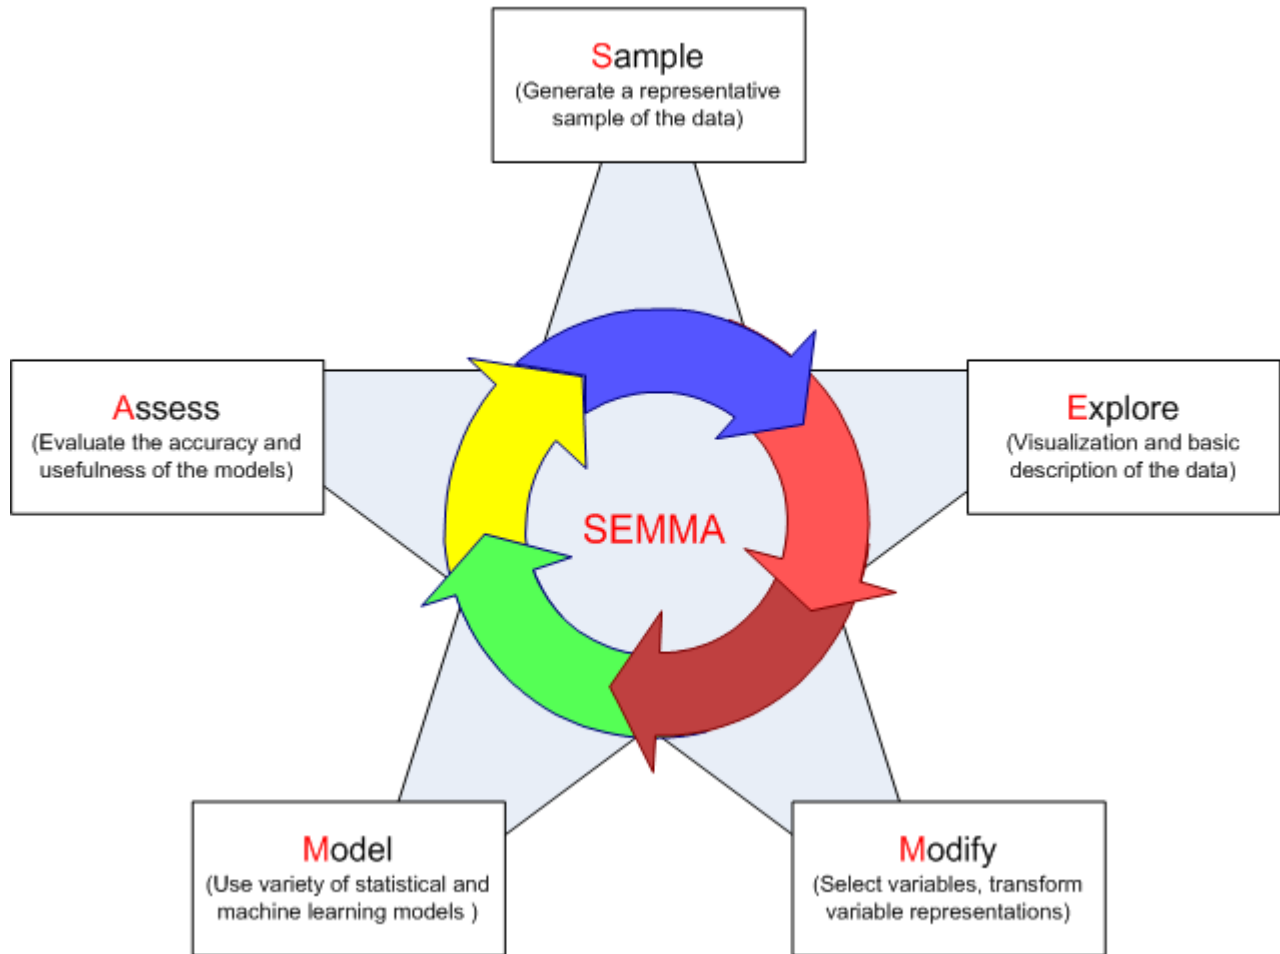 Sample
(Generate a representative
sample of the data)
Assess
(Evaluate the accuracy and
usefulness of the models)
Explore
(Visualization and basic
description of the data)
SEMMA
Model
(Use variety of statistical and
machine learning models )
Modify
(Select variables, transform
variable representations)